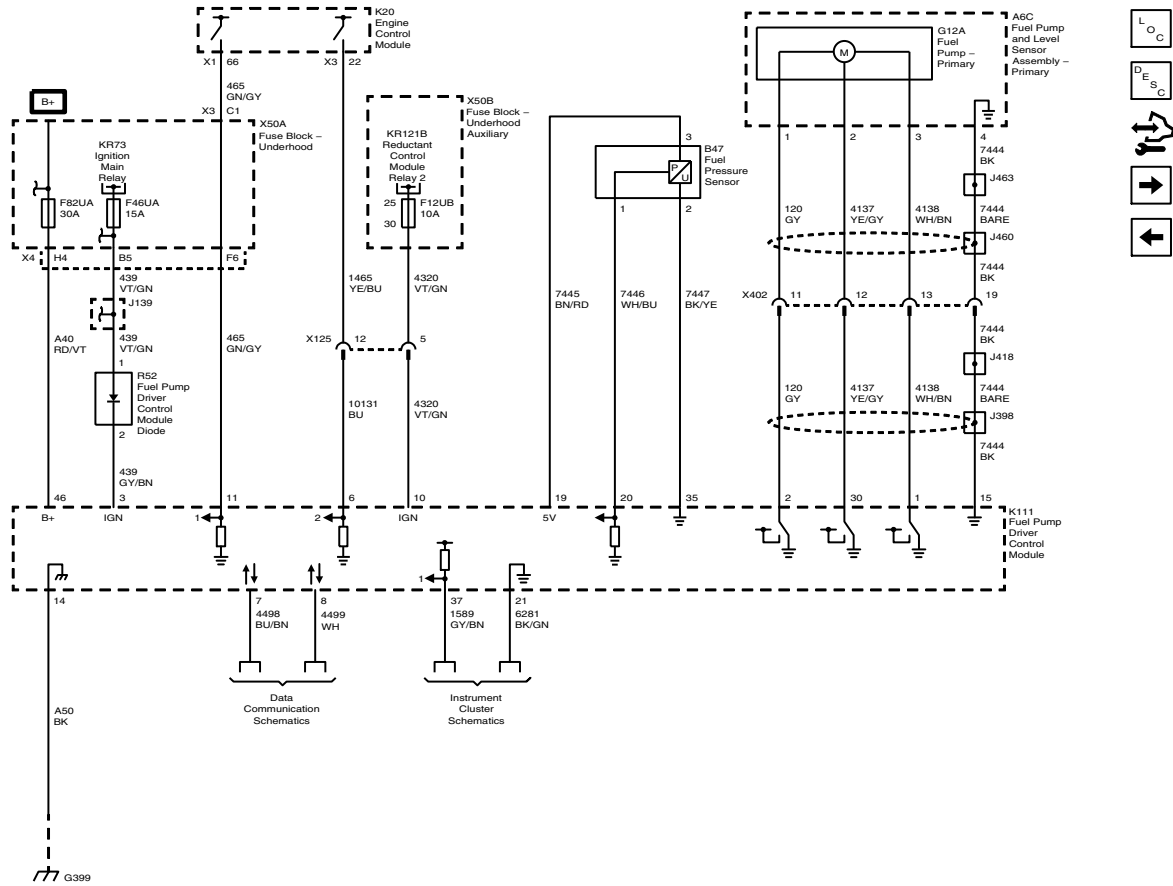 K20
Engine
Control
Module
X1 66
X3 22
465
GN/GY
X3 C1
B+
X50A
Fuse Block –
Underhood
KR73
Ignition
Main
Relay
F82UA
30A
F46UA
15A
X50B
Fuse Block –
Underhood
Auxiliary
KR121B
Reductant
Control
Module
Relay 2
25
30
F12UB
10A
A6C
Fuel Pump
and Level
Sensor
Assembly –
Primary
G12A
Fuel
Pump –
Primary
M
1 2 3 4
L
O
C
D
E
S
C
B47
Fuel
Pressure
Sensor
3
P
U
1 2
7444
BK
J463
120
GY
4137
YE/GY
4138
WH/BN
7444
BARE
J460
7444
BK
X4 H4 B5 F6
439
VT/GN
J139
1465
YE/BU
4320
VT/GN
7445
BN/RD
7446
WH/BU
7447
BK/YE
X402 11 12 13 19
7444
BK
J418
A40
RD/VT
439
VT/GN
465
GN/GY
X125 12 5
1
R52
Fuel Pump
Driver
Control
Module
Diode
2
10131
BU
4320
VT/GN
120
GY
4137
YE/GY
4138
WH/BN
7444
BARE
J398
7444
BK
439
GY/BN
46 3 11 6 10 19 20 35 2 30 1 15
B+ IGN 1 2 IGN 5V
K111
Fuel Pump
Driver
Control
Module
1
14 7 8 37 21
4498
BU/BN
4499
WH
1589
GY/BN
6281
BK/GN
Data
Communication
Schematics
Instrument
Cluster
Schematics
A50
BK
G399